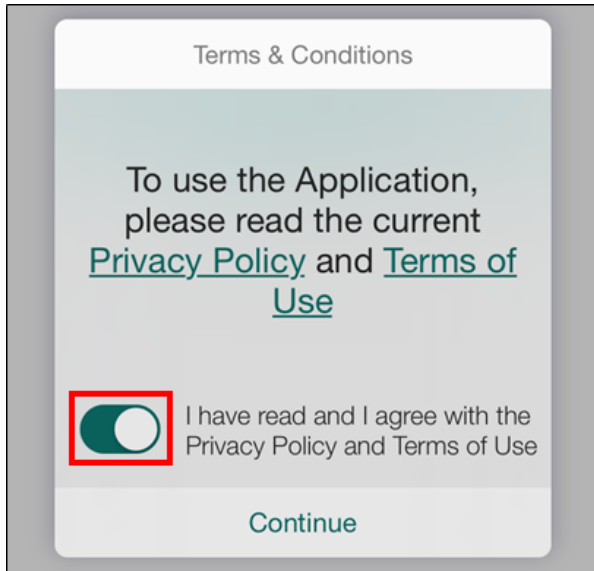 Terms & Conditions
To use the Application,
please read the current
Privacy Policy and Terms of
Use
I have read and I agree with the
Privacy Policy and Terms of Use
Continue